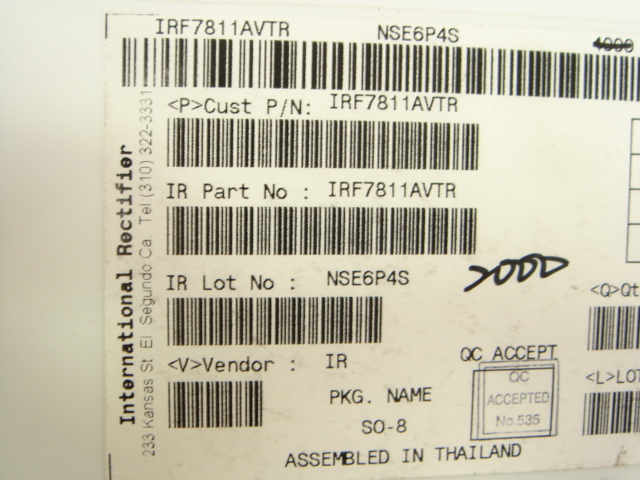 IRF7811AVTR NSE6P4S 4000
<P>Cust P/N: IRF7811AVTR
IR Part No : IRF7811AVTR
IR Lot No : NSE6P4S
2000
<Q>Qt
<V>Vendor : IR
QC ACCEPT
QC
ACCEPTED
No.535
<L>LOT
PKG. NAME
SO-8
ASSEMBLED IN THAILAND
International Rectifier
233 Kansas St El Segundo Ca. Tel (310) 322-3331